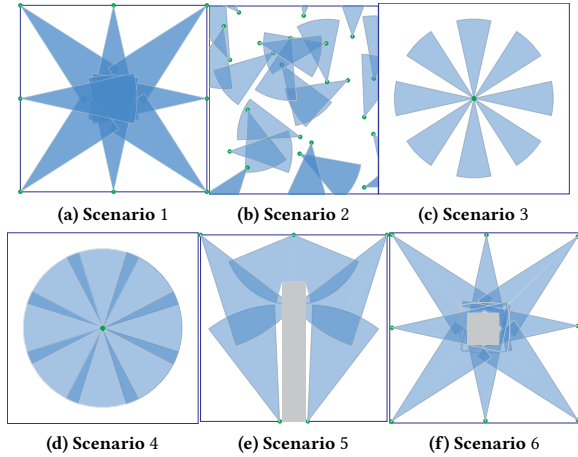 (a) Scenario 1
(b) Scenario 2
(c) Scenario 3
(d) Scenario 4
(e) Scenario 5
(f) Scenario 6